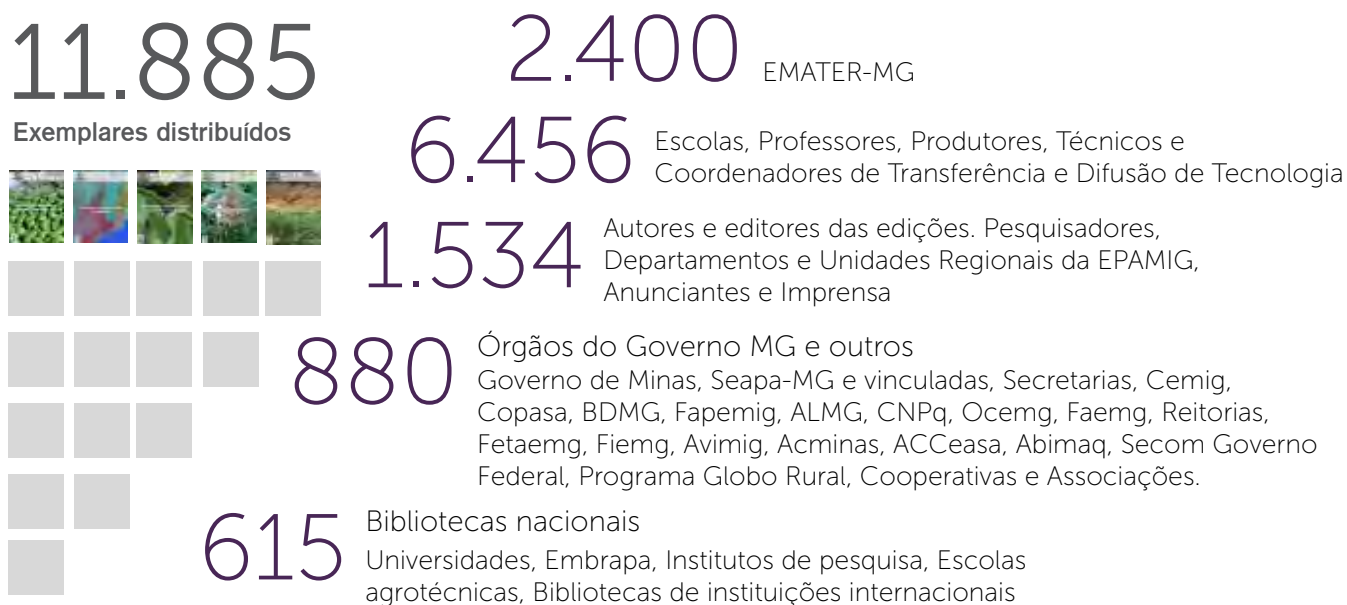 11.885
Exemplares distribuídos
2.400 EMATER-MG
6.456 Escolas, Professores, Produtores, Técnicos e
Coordenadores de Transferência e Difusão de Tecnologia
1.534 Autores e editores das edições. Pesquisadores,
Departamentos e Unidades Regionais da EPAMIG,
Anunciantes e Imprensa
880 Órgãos do Governo MG e outros
Governo de Minas, Seapa-MG e vinculadas, Secretarias, Cemig,
Copasa, BDMG, Fapemig, ALMG, CNPq, Ocemg, Faemg, Reitorias,
Fetaemg, Fiemg, Avimig, Acminas, ACCeasa, Abimaq, Secom Governo
Federal, Programa Globo Rural, Cooperativas e Associações.
615 Bibliotecas nacionais
Universidades, Embrapa, Institutos de pesquisa, Escolas
agrotécnicas, Bibliotecas de instituições internacionais